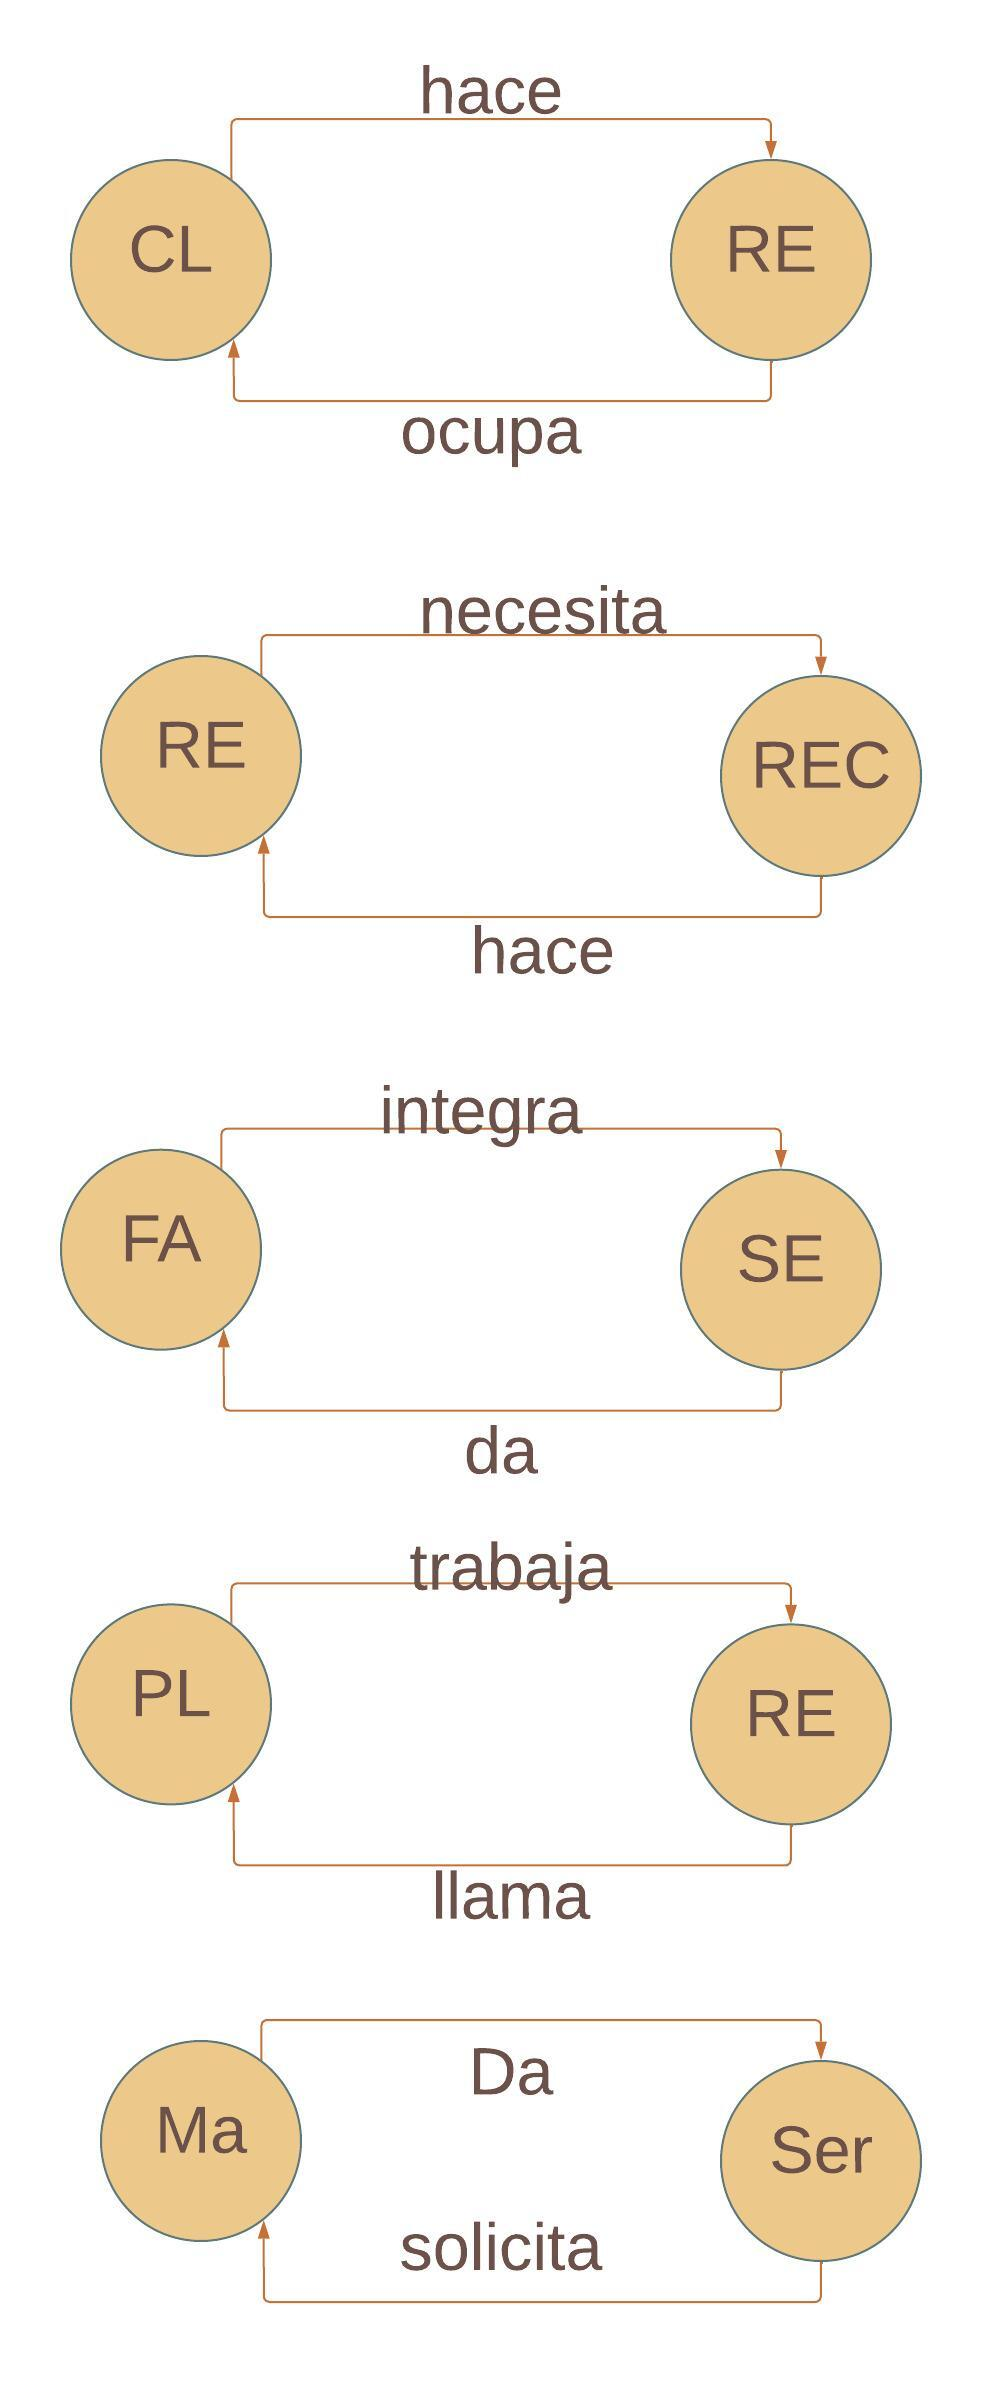 hace
CL
RE
ocupa
necesita
RE
REC
hace
integra
FA
SE
da
trabaja
PL
RE
llama
Da
Ma
Ser
solicita